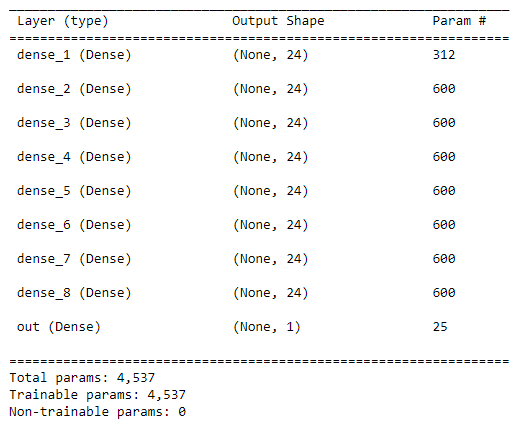 _________________________________________________________________
Layer (type) Output Shape Param #
=================================================================
dense_1 (Dense) (None, 24) 312
dense_2 (Dense) (None, 24) 600
dense_3 (Dense) (None, 24) 600
dense_4 (Dense) (None, 24) 600
dense_5 (Dense) (None, 24) 600
dense_6 (Dense) (None, 24) 600
dense_7 (Dense) (None, 24) 600
dense_8 (Dense) (None, 24) 600
out (Dense) (None, 1) 25
=================================================================
Total params: 4,537
Trainable params: 4,537
Non-trainable params: 0